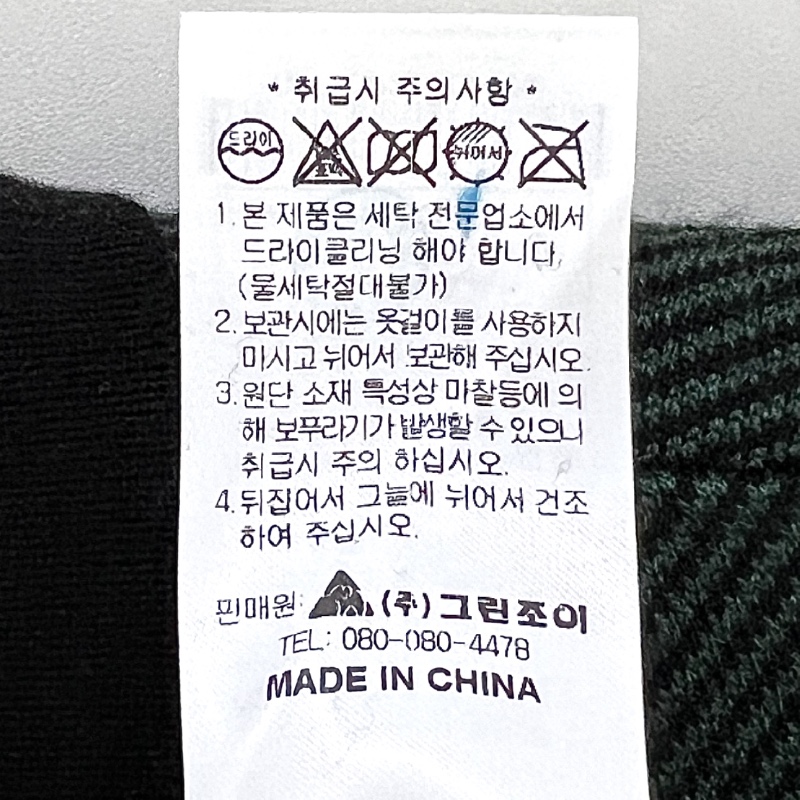 * 취급시 주의사항 *
드라이 표백 뉘어서
1. 본 제품은 세탁 전문업소에서
드라이클리닝 해야 합니다.
(물세탁절대불가)
2. 보관시에는 옷걸이를 사용하지
마시고 뉘어서 보관해 주십시오.
3. 원단 소재 특성상 마찰등에 의
해 보푸라기가 발생할 수 있으니
취급시 주의 하십시오.
4. 뒤집어서 그늘에 뉘어서 건조
하여 주십시오.
판매원: (주)그린조이
TEL: 080-080-4478
MADE IN CHINA